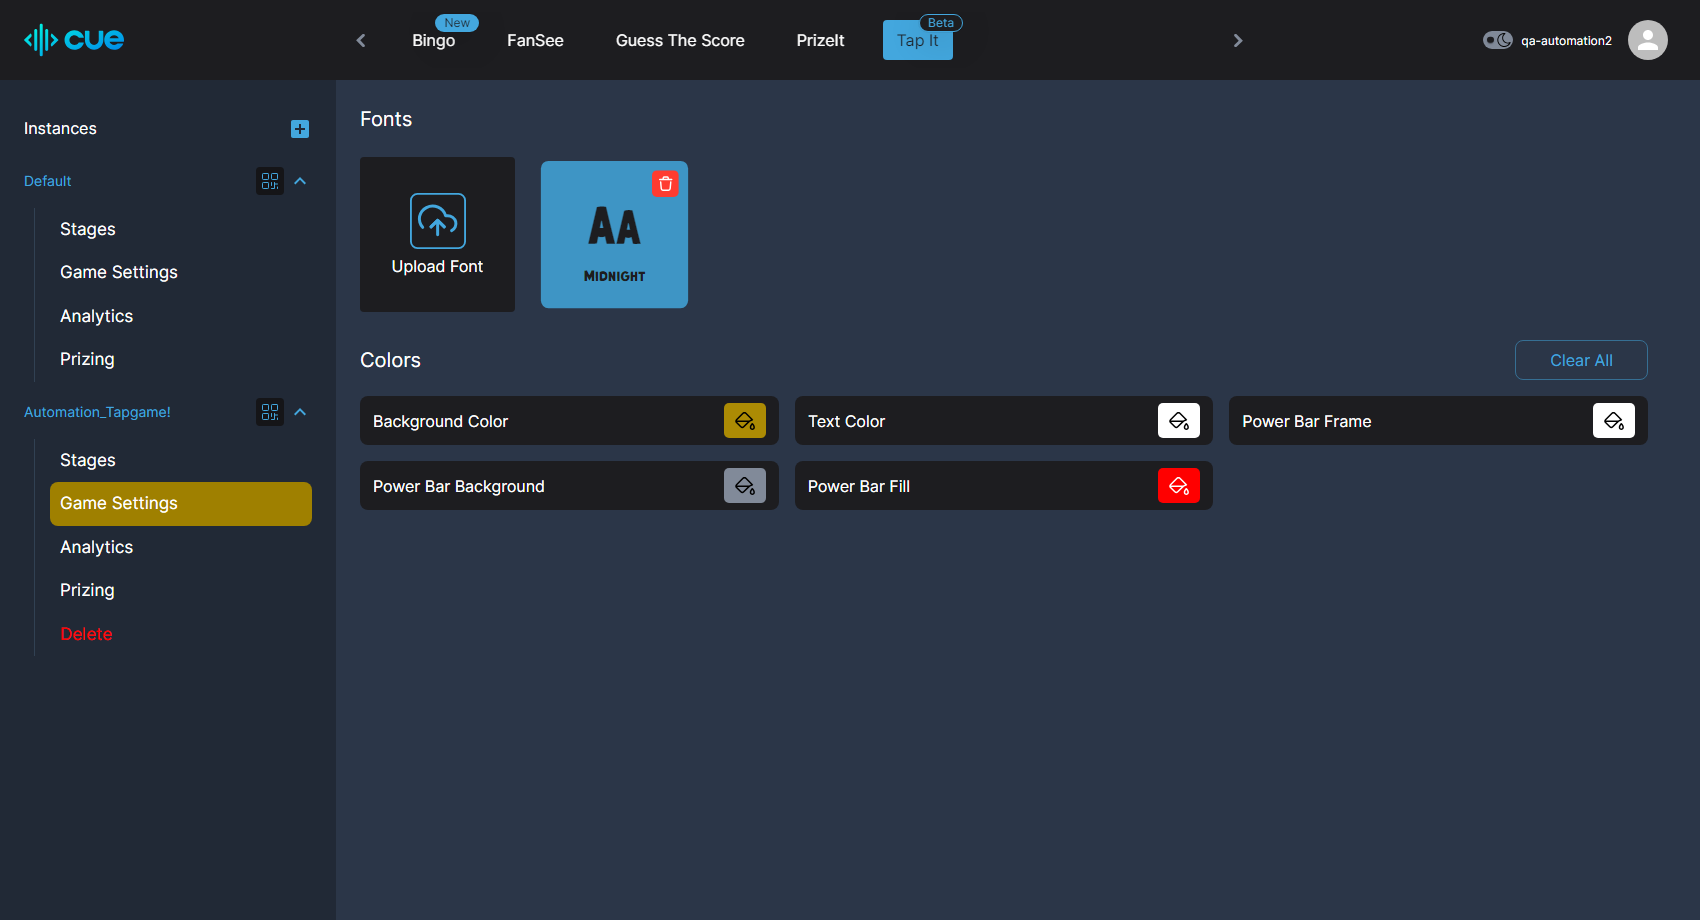 cue
Bingo
New
FanSee
Guess The Score
PrizeIt
Tap It
Beta
qa-automation2
Instances
Default
Stages
Game Settings
Analytics
Prizing
Automation_Tapgame!
Stages
Game Settings
Analytics
Prizing
Delete
Fonts
Upload Font
Aa
Midnight
Colors
Clear All
Background Color
Text Color
Power Bar Frame
Power Bar Background
Power Bar Fill